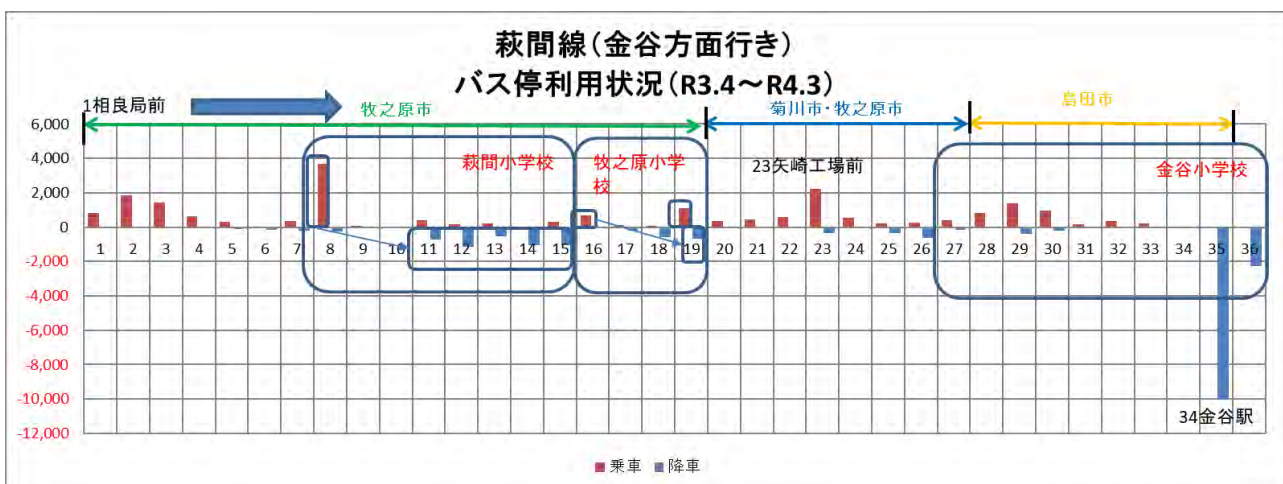 萩間線(金谷方面行き)
バス停利用状況(R3.4~R4.3)
1相良局前
牧之原市
菊川市・牧之原市
島田市
6,000
4,000
2,000
0
-2,000
-4,000
-6,000
-8,000
-10,000
-12,000
萩間小学校
牧之原小学
校
23矢崎工場前
金谷小学校
1 2 3 4 5 6 7 8 9 10 11 12 13 14 15 16 17 18 19 20 21 22 23 24 25 26 27 28 29 30 31 32 33 34 35 36
34金谷駅
乗車 降車